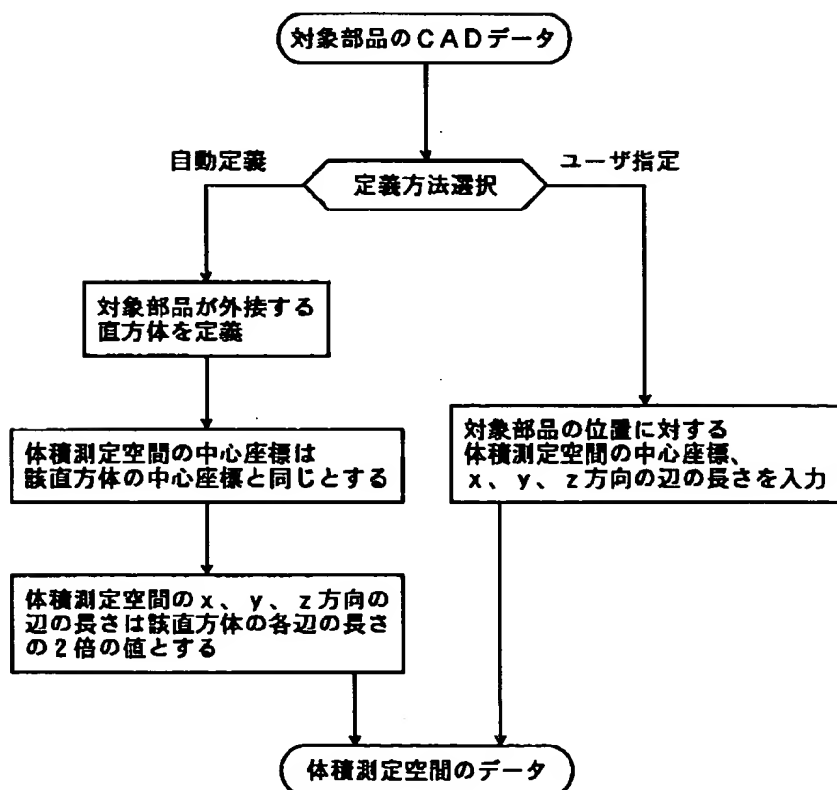 対象部品のCADデータ
自動定義
定義方法選択
ユーザ指定
対象部品が外接する
直方体を定義
体積測定空間の中心座標は
該直方体の中心座標と同じとする
体積測定空間のx、y、z方向の
辺の長さは該直方体の各辺の長さ
の2倍の値とする
対象部品の位置に対する
体積測定空間の中心座標、
x、y、z方向の辺の長さを入力
体積測定空間のデータ